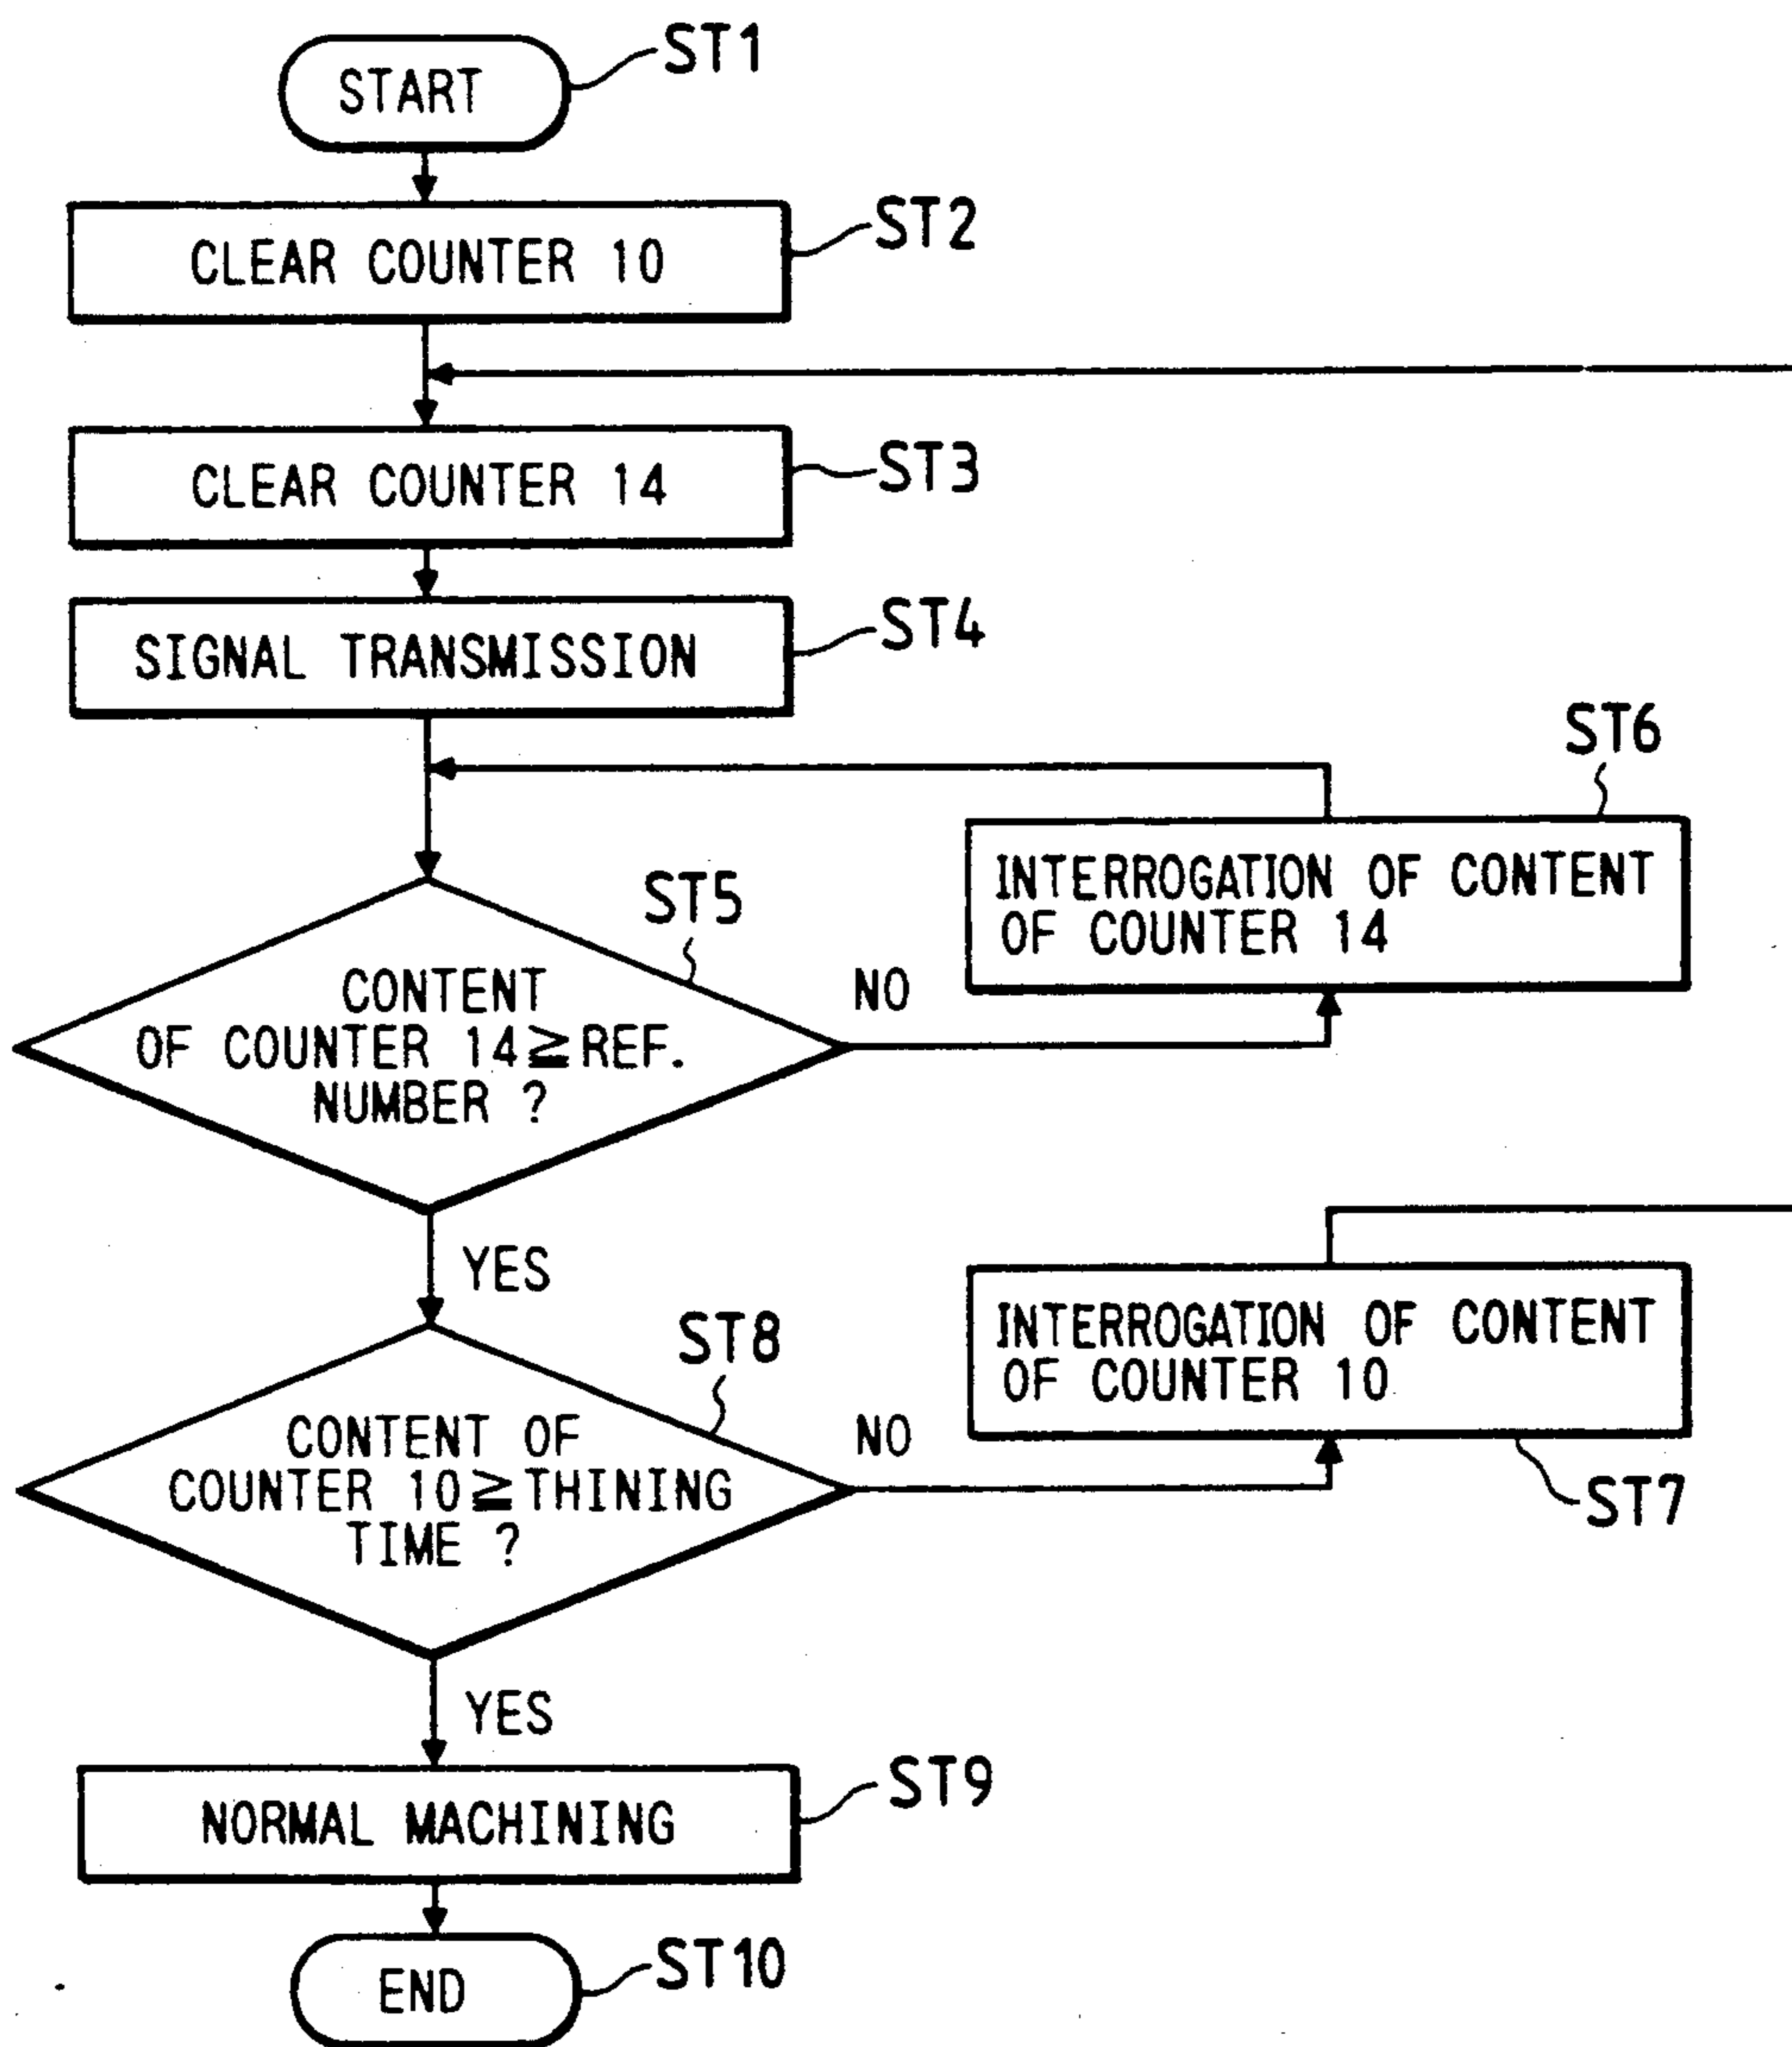 START
ST1
CLEAR COUNTER 10
ST2
CLEAR COUNTER 14
ST3
SIGNAL TRANSMISSION
ST4
ST6
INTERROGATION OF CONTENT
OF COUNTER 14
ST5
CONTENT
OF COUNTER 14≧REF.
NUMBER ?
NO
YES
INTERROGATION OF CONTENT
OF COUNTER 10
ST7
ST8
CONTENT OF
COUNTER 10≧THINING
TIME ?
NO
YES
NORMAL MACHINING
ST9
END
ST10